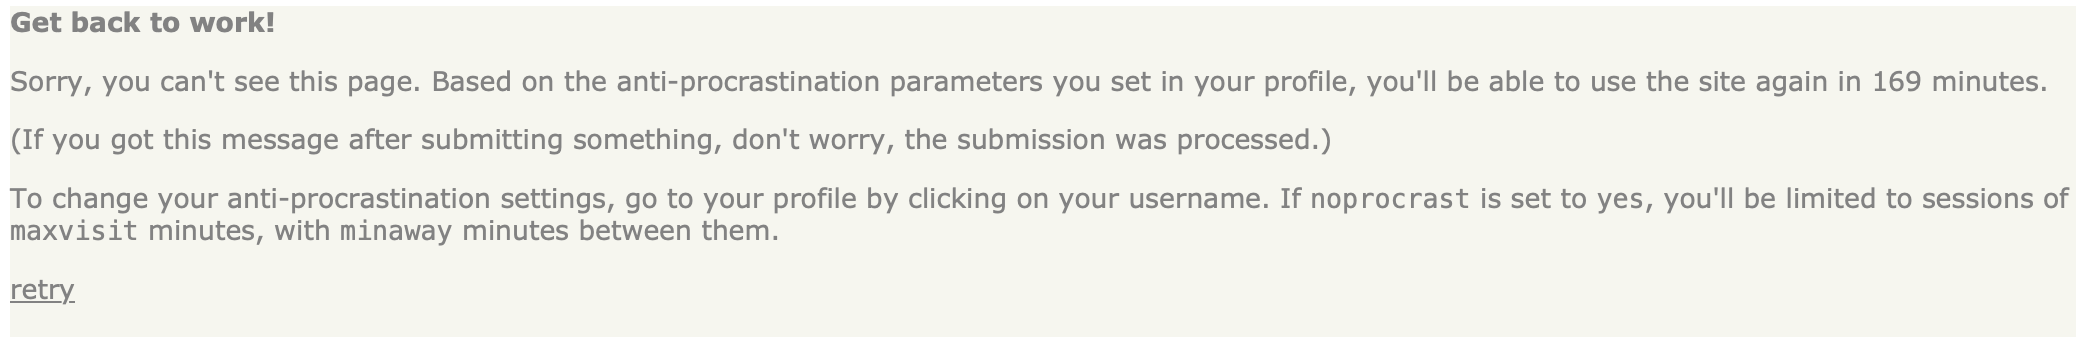 Get back to work!
Sorry, you can't see this page. Based on the anti-procrastination parameters you set in your profile, you'll be able to use the site again in 169 minutes.
(If you got this message after submitting something, don't worry, the submission was processed.)
To change your anti-procrastination settings, go to your profile by clicking on your username. If noprocrast is set to yes, you'll be limited to sessions of
maxvisit minutes, with minaway minutes between them.
retry